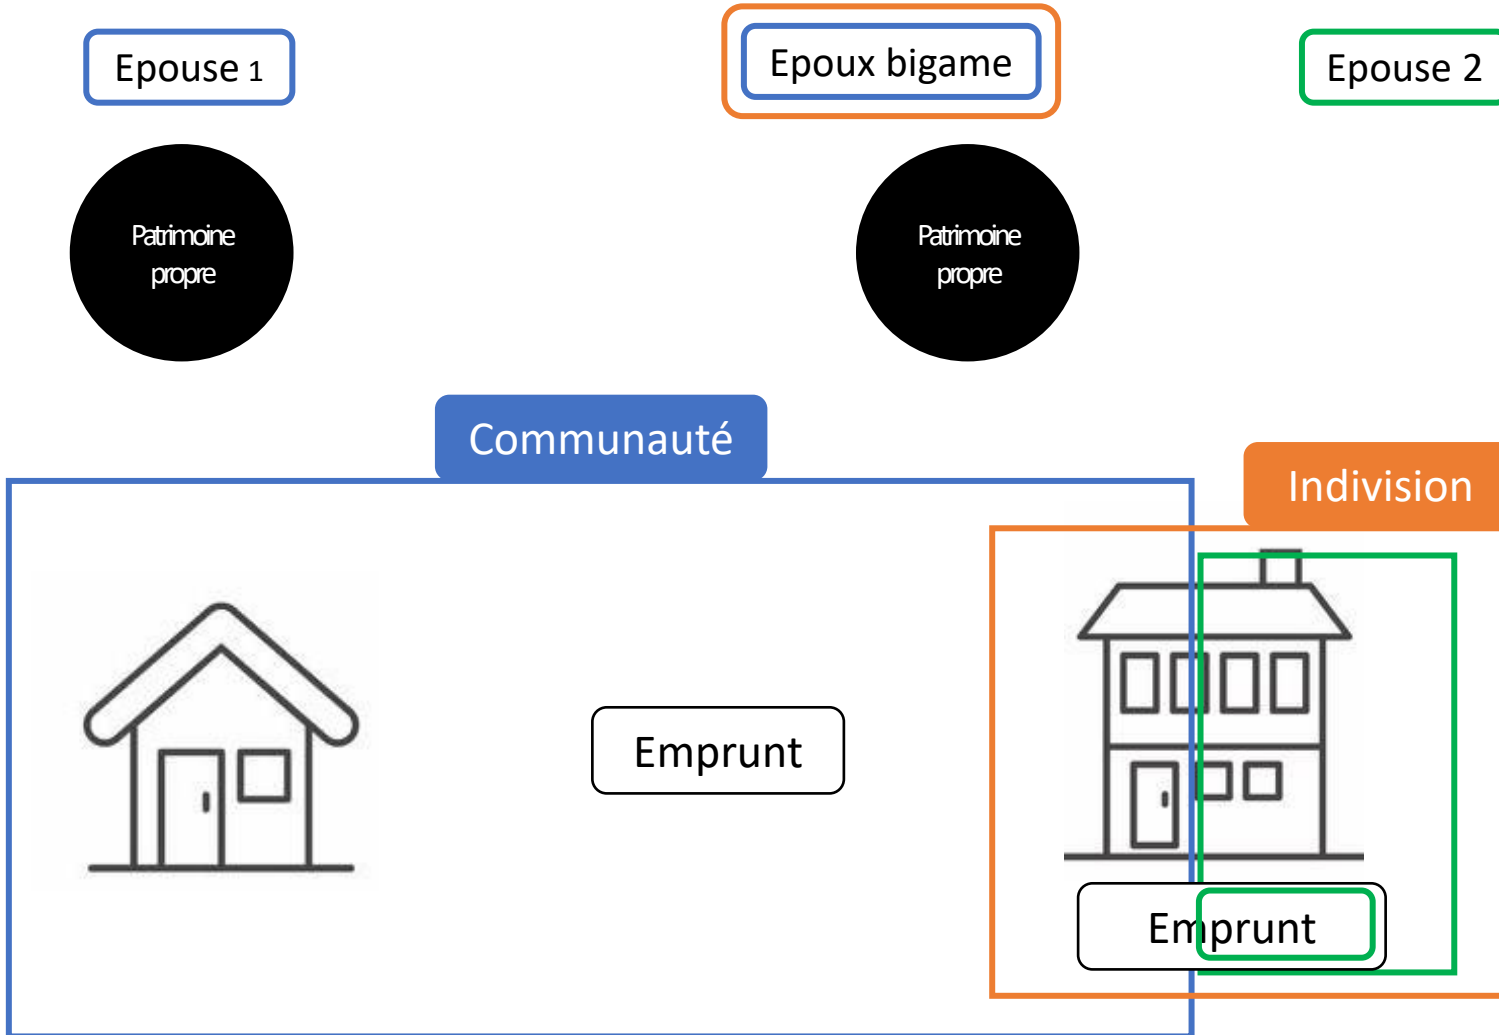 Epouse 1
Epoux bigame
Epouse 2
Patrimoine
propre
Patrimoine
propre
Communauté
Indivision
Emprunt
Emprunt